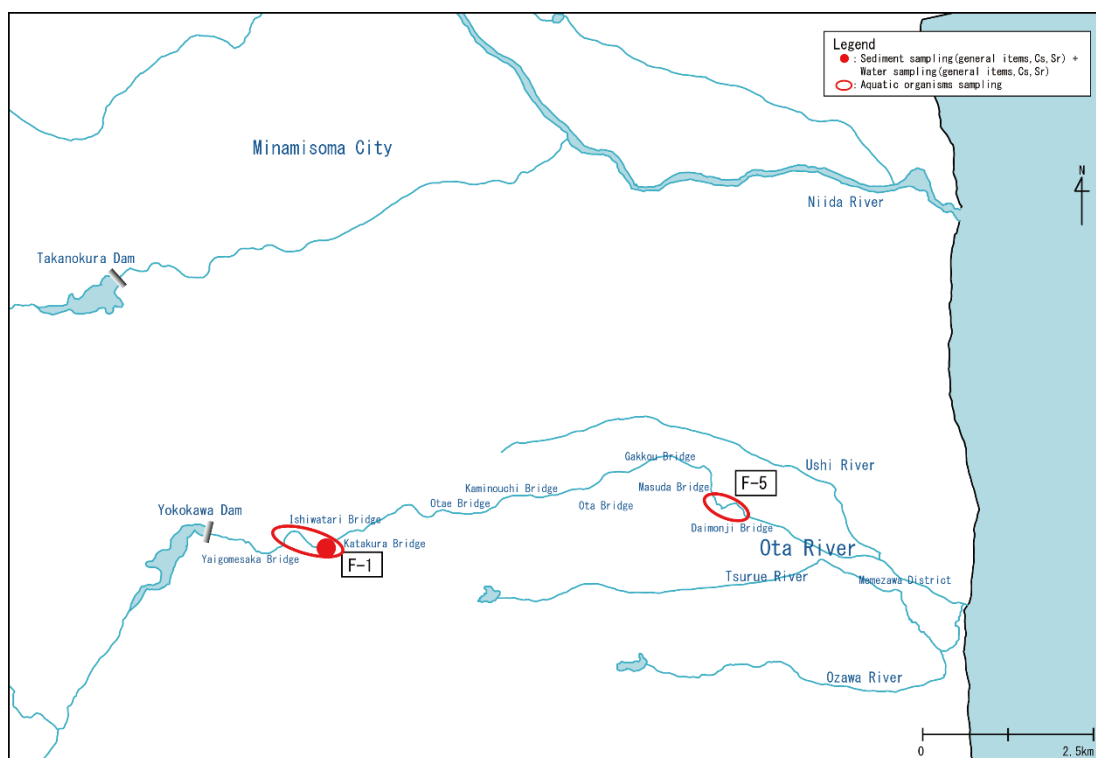 Legend
: Sediment sampling(general items,Cs,Sr) +
Water sampling(general items,Cs,Sr)
: Aquatic organisms sampling
Minamisoma City
N
Niida River
Takanokura Dam
Ushi River
Gakkou Bridge
F-5
Masuda Bridge
Kaminouchi Bridge
Otae Bridge
Ota Bridge
Yokokawa Dam
Ishiwatari Bridge
Daimonji Bridge
Katakura Bridge
Ota River
Yaigomesaka Bridge
F-1
Tsurue River
Memezawa District
Ozawa River
0
2.5km